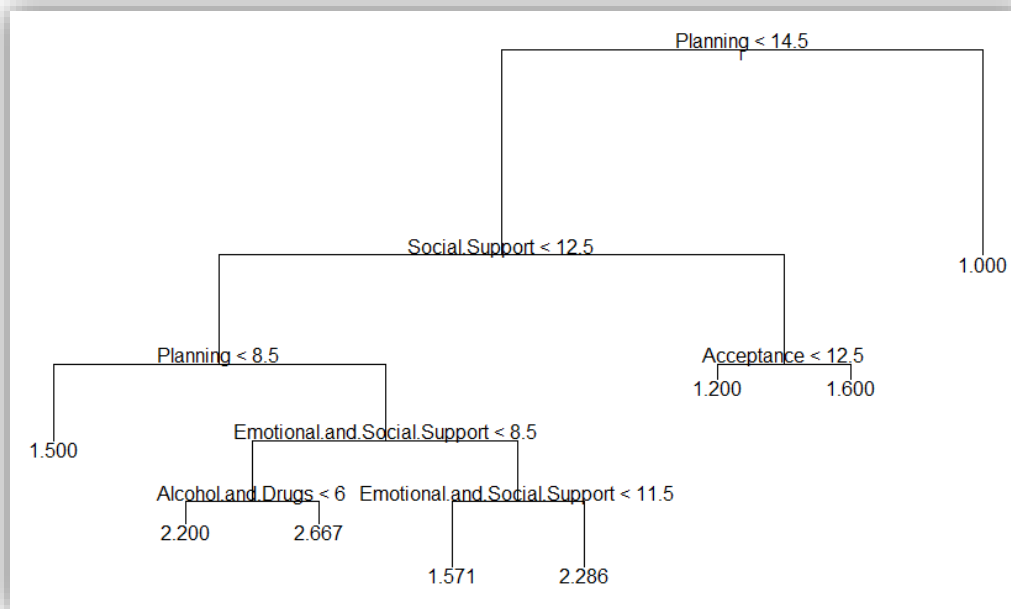 Planning < 14.5
Social.Support < 12.5
1.000
Planning < 8.5
Acceptance < 12.5
1.200
1.600
1.500
Emotional.and.Social.Support < 8.5
Alcohol.and.Drugs < 6
Emotional.and.Social.Support < 11.5
2.200
2.667
1.571
2.286